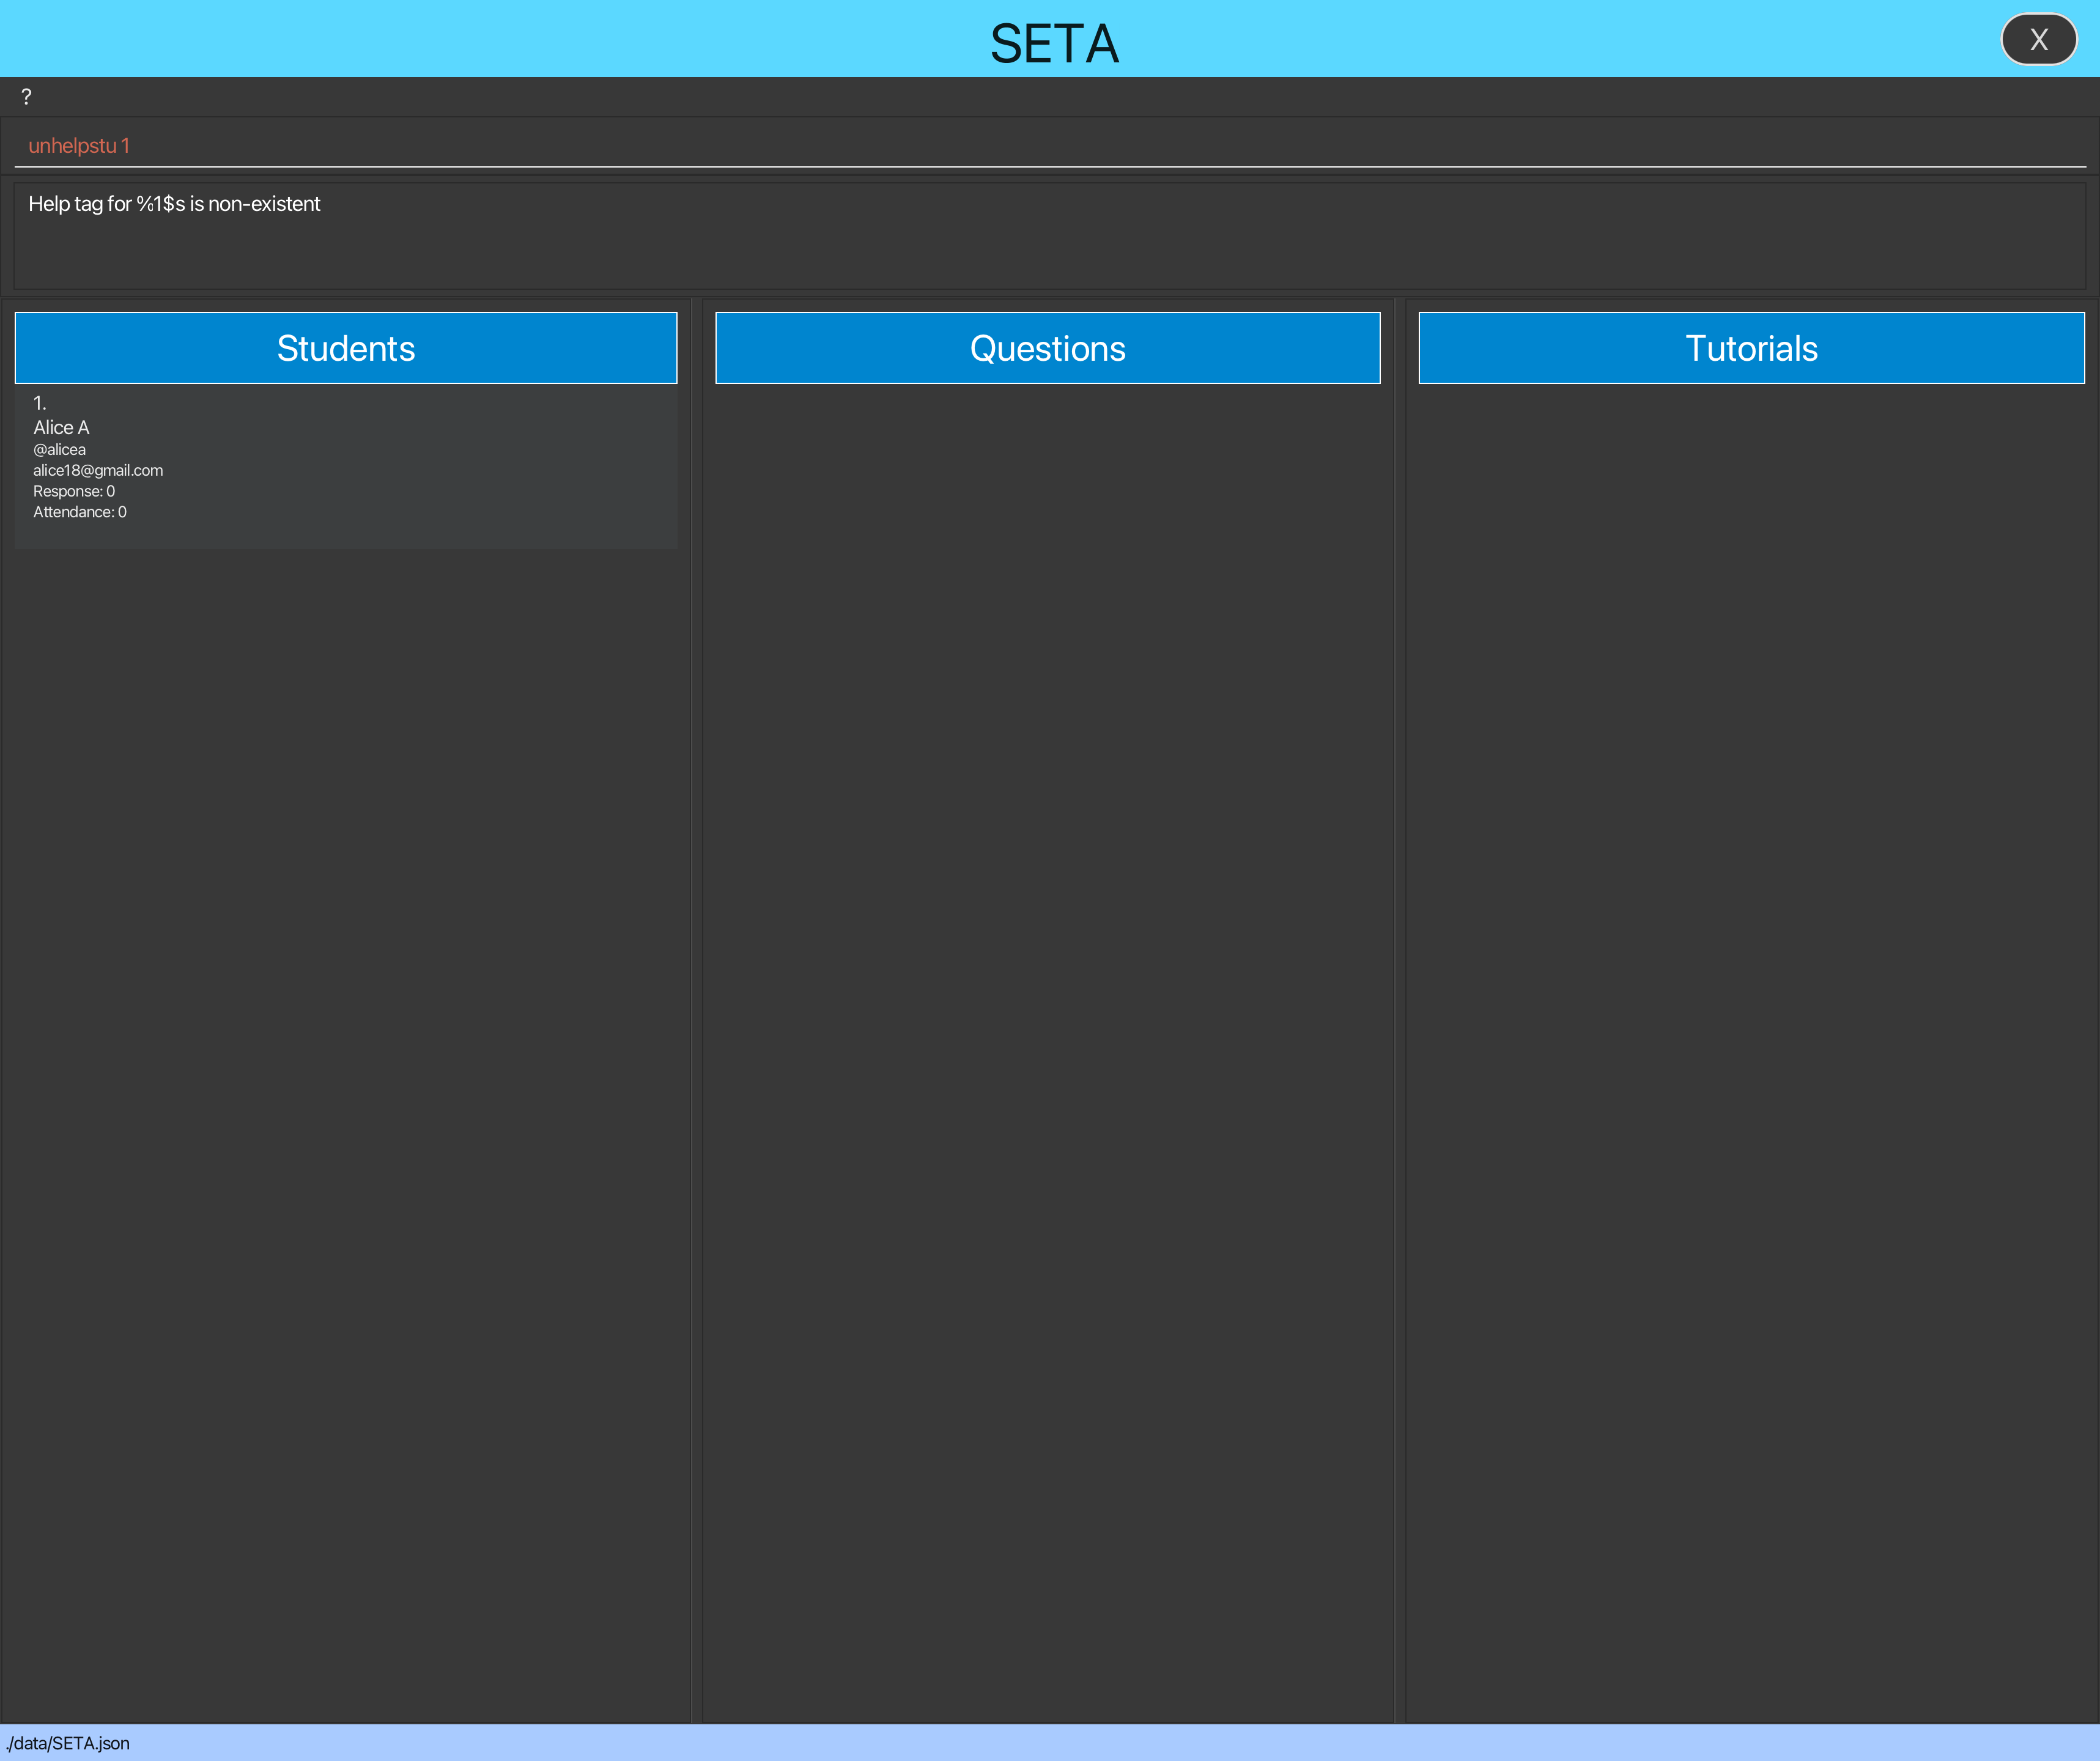 SETA
X
?
unhelpstu 1
Help tag for %1$s is non-existent
Students
Questions
Tutorials
1.
Alice A
@alicea
alice18@gmail.com
Response: 0
Attendance: 0
./data/SETA.json